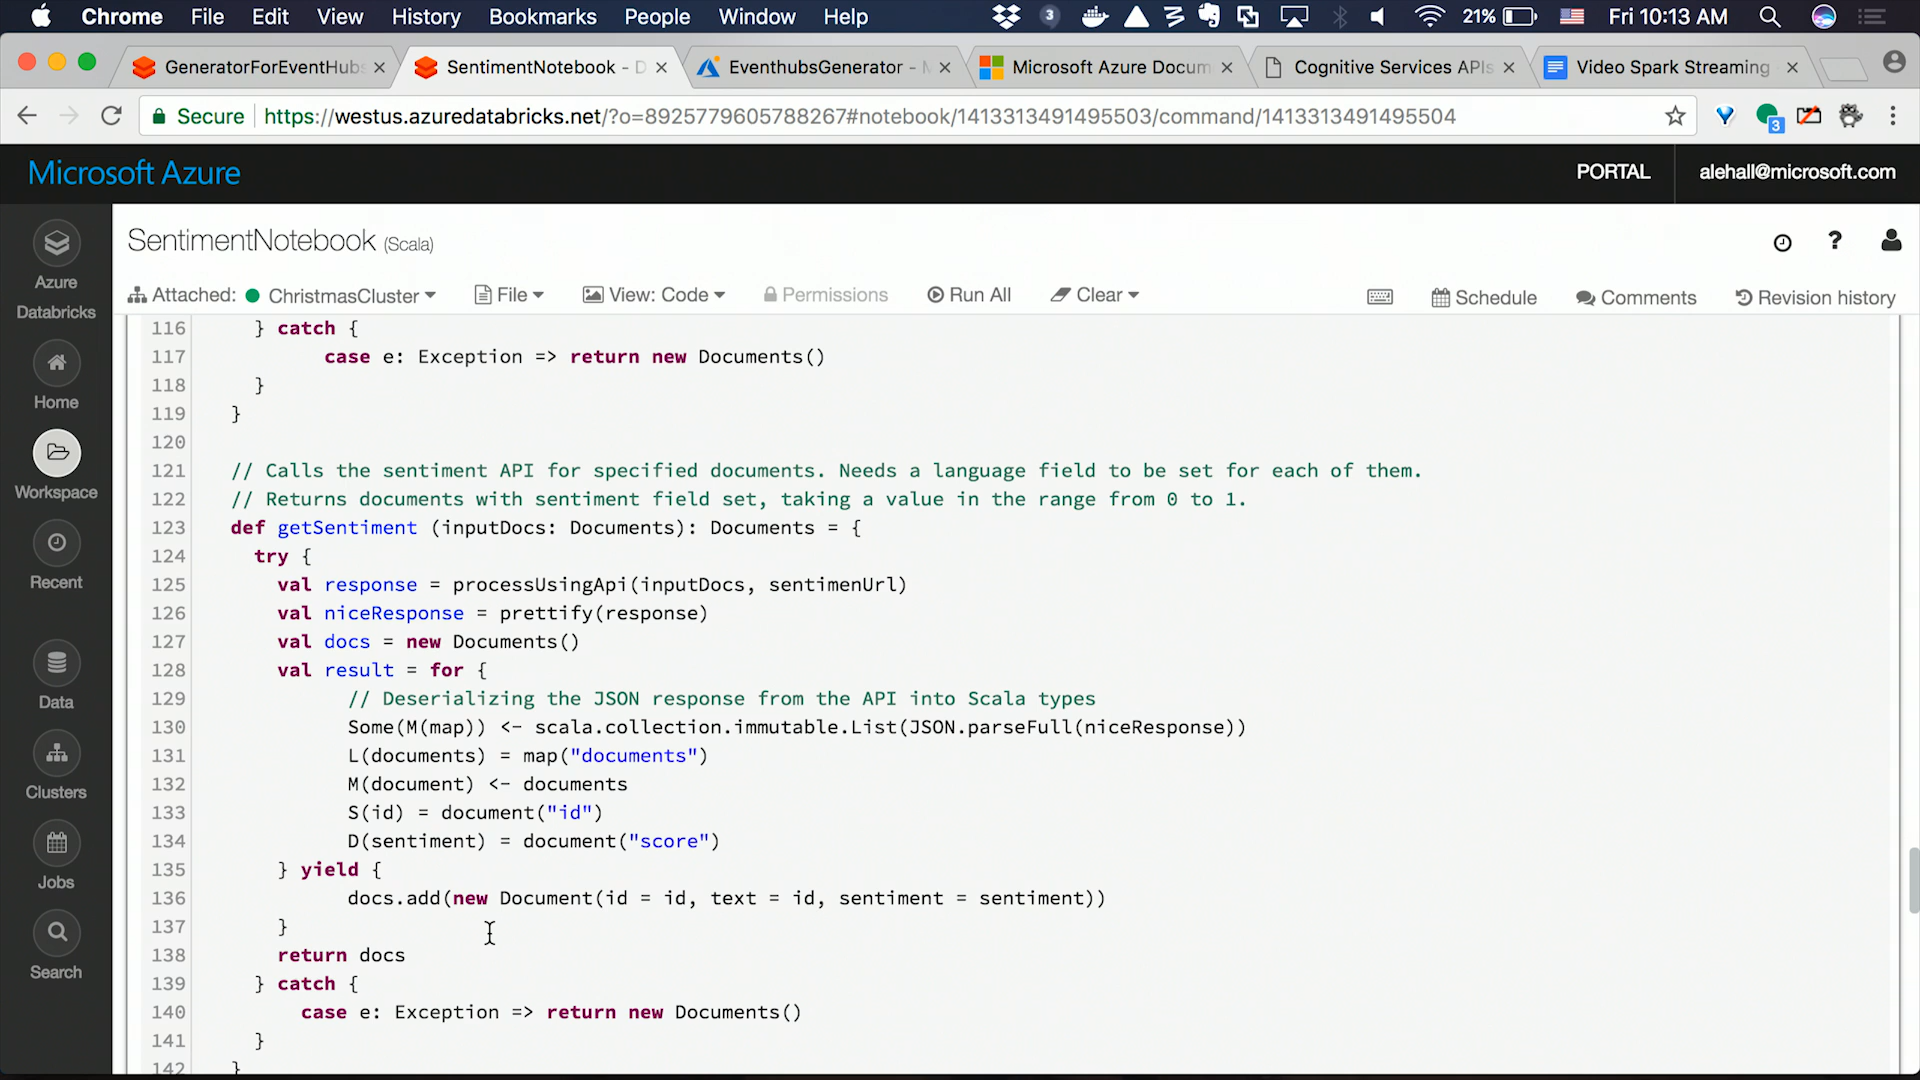 Chrome File Edit View History Bookmarks People Window Help 3 21% Fri 10:13 AM
GeneratorForEventHubs SentimentNotebook - D EventhubsGenerator - M Microsoft Azure Docum Cognitive Services APIs Video Spark Streaming
Secure https://westus.azuredatabricks.net/?o=8925779605788267#notebook/1413313491495503/command/1413313491495504 3
Microsoft Azure PORTAL alehall@microsoft.com
SentimentNotebook (Scala) ?
Attached: ChristmasCluster File View: Code Permissions Run All Clear Schedule Comments Revision history
Azure
Databricks
Home
Workspace
Recent
Data
Clusters
Jobs
Search
116 } catch {
117 case e: Exception => return new Documents()
118 }
119 }
120
121 // Calls the sentiment API for specified documents. Needs a language field to be set for each of them.
122 // Returns documents with sentiment field set, taking a value in the range from 0 to 1.
123 def getSentiment (inputDocs: Documents): Documents = {
124 try {
125 val response = processUsingApi(inputDocs, sentimenUrl)
126 val niceResponse = prettify(response)
127 val docs = new Documents()
128 val result = for {
129 // Deserializing the JSON response from the API into Scala types
130 Some(M(map)) <- scala.collection.immutable.List(JSON.parseFull(niceResponse))
131 L(documents) = map("documents")
132 M(document) <- documents
133 S(id) = document("id")
134 D(sentiment) = document("score")
135 } yield {
136 docs.add(new Document(id = id, text = id, sentiment = sentiment))
137 }
138 return docs
139 } catch {
140 case e: Exception => return new Documents()
141 }
142 }